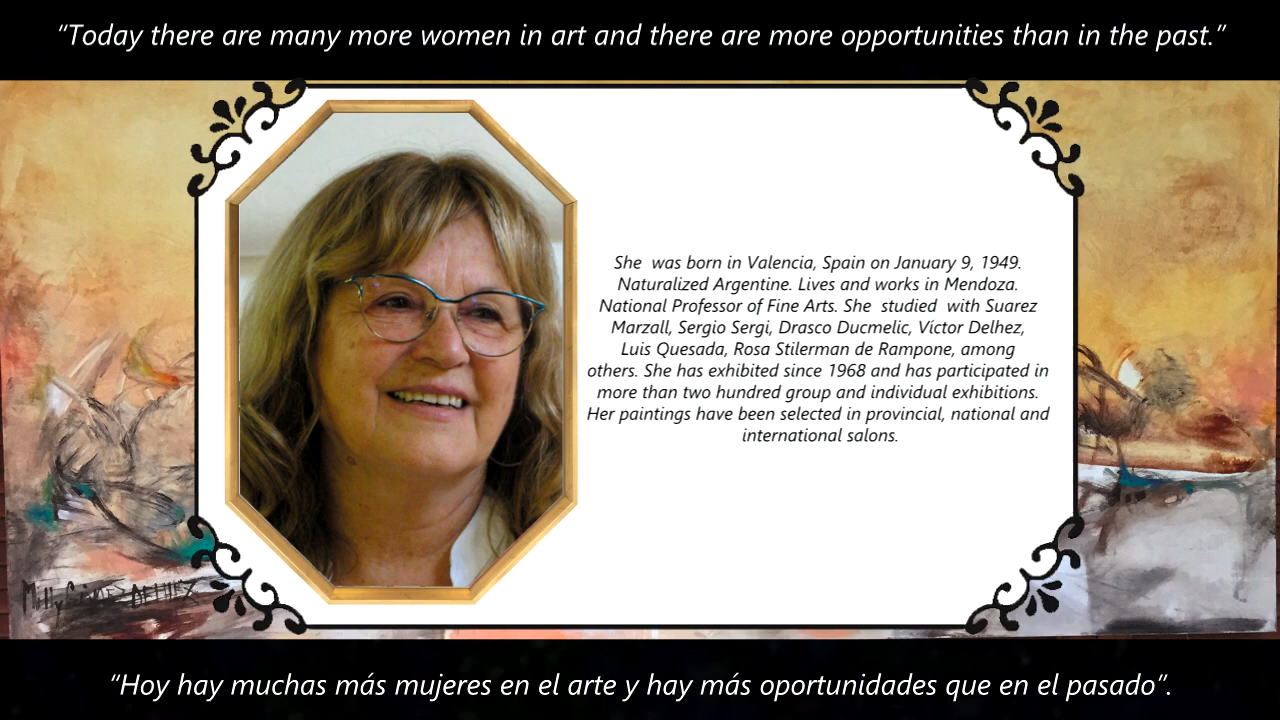 “Today there are many more women in art and there are more opportunities than in the past.”
She was born in Valencia, Spain on January 9, 1949.
Naturalized Argentine. Lives and works in Mendoza.
National Professor of Fine Arts. She studied with Suarez
Marzall, Sergio Sergi, Drasco Ducmelic, Víctor Delhez,
Luis Quesada, Rosa Stilerman de Rampone, among
others. She has exhibited since 1968 and has participated in
more than two hundred group and individual exhibitions.
Her paintings have been selected in provincial, national and
international salons.
Milly
“Hoy hay muchas más mujeres en el arte y hay más oportunidades que en el pasado”.